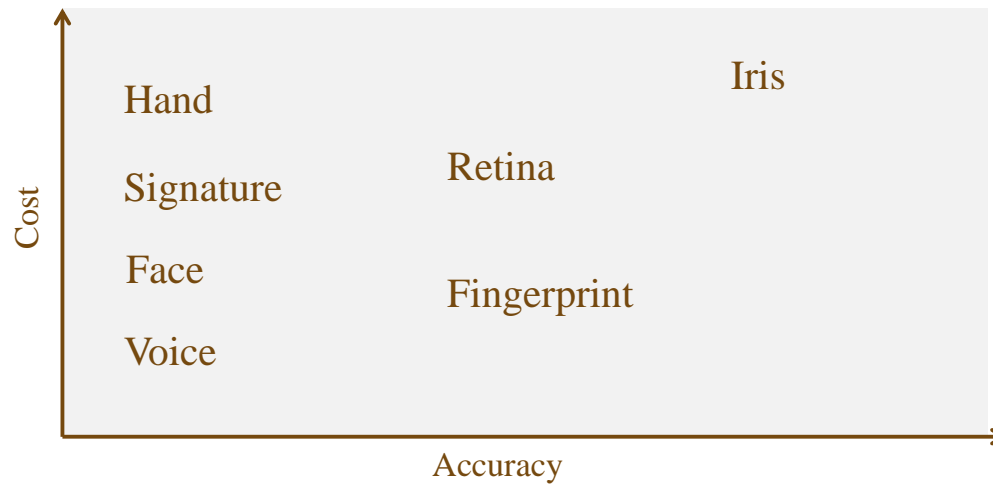 Iris
Hand
Retina
Signature
Face
Fingerprint
Voice
Cost
Accuracy